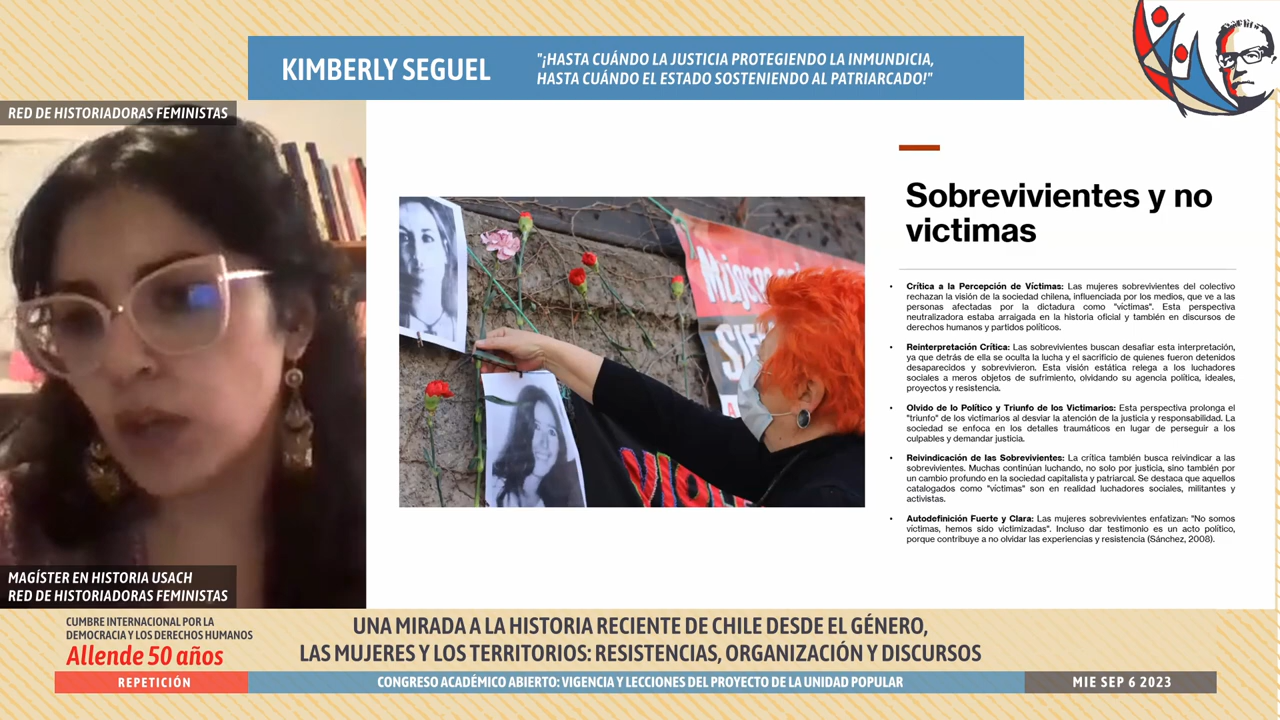 KIMBERLY SEGUEL
"¡HASTA CUÁNDO LA JUSTICIA PROTEGIENDO LA INMUNDICIA,
HASTA CUÁNDO EL ESTADO SOSTENIENDO AL PATRIARCADO!"
RED DE HISTORIADORAS FEMINISTAS
Mujeres
SIE
VIOL
Sobrevivientes y no
victimas
• Crítica a la Percepción de Víctimas: Las mujeres sobrevivientes del colectivo
rechazan la visión de la sociedad chilena, influenciada por los medios, que ve a las
personas afectadas por la dictadura como "víctimas". Esta perspectiva
neutralizadora estaba arraigada en la historia oficial y también en discursos de
derechos humanos y partidos políticos.
• Reinterpretación Crítica: Las sobrevivientes buscan desafiar esta interpretación,
ya que detrás de ella se oculta la lucha y el sacrificio de quienes fueron detenidos
desaparecidos y sobrevivieron. Esta visión estática relega a los luchadores
sociales a meros objetos de sufrimiento, olvidando su agencia política, ideales,
proyectos y resistencia.
• Olvido de lo Político y Triunfo de los Victimarios: Esta perspectiva prolonga el
"triunfo" de los victimarios al desviar la atención de la justicia y responsabilidad. La
sociedad se enfoca en los detalles traumáticos en lugar de perseguir a los
culpables y demandar justicia.
• Reivindicación de las Sobrevivientes: La crítica también busca reivindicar a las
sobrevivientes. Muchas continúan luchando, no solo por justicia, sino también por
un cambio profundo en la sociedad capitalista y patriarcal. Se destaca que aquellos
catalogados como "víctimas" son en realidad luchadores sociales, militantes y
activistas.
• Autodefinición Fuerte y Clara: Las mujeres sobrevivientes enfatizan: "No somos
víctimas, hemos sido victimizadas". Incluso dar testimonio es un acto político,
porque contribuye a no olvidar las experiencias y resistencia (Sánchez, 2008).
MAGÍSTER EN HISTORIA USACH
RED DE HISTORIADORAS FEMINISTAS
CUMBRE INTERNACIONAL POR LA
DEMOCRACIA Y LOS DERECHOS HUMANOS
Allende 50 años
REPETICIÓN
UNA MIRADA A LA HISTORIA RECIENTE DE CHILE DESDE EL GÉNERO,
LAS MUJERES Y LOS TERRITORIOS: RESISTENCIAS, ORGANIZACIÓN Y DISCURSOS
CONGRESO ACADÉMICO ABIERTO: VIGENCIA Y LECCIONES DEL PROYECTO DE LA UNIDAD POPULAR
MIE SEP 6 2023